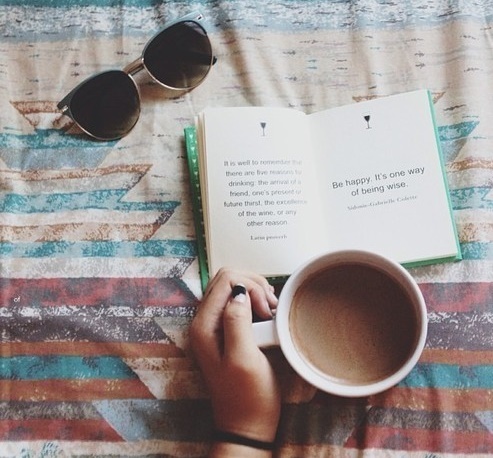 It is well to remember that
there are five reasons for
drinking: the arrival of a
friend, one's present or
future thirst, the excellence
of the wine, or any
other reason.
Latin proverb
Be happy. It's one way
of being wise.
Sidonie-Gabrielle Colette
of